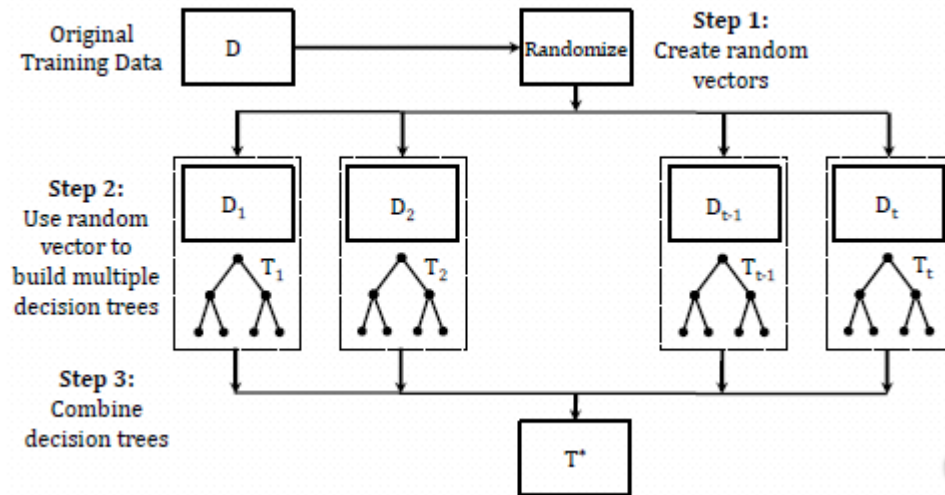 Original
Training Data
D
Randomize
Step 1:
Create random
vectors
Step 2:
Use random
vector to
build multiple
decision trees
D₁
D₂
Dₜ₋₁
Dₜ
T₁
T₂
Tₜ₋₁
Tₜ
Step 3:
Combine
decision trees
T*